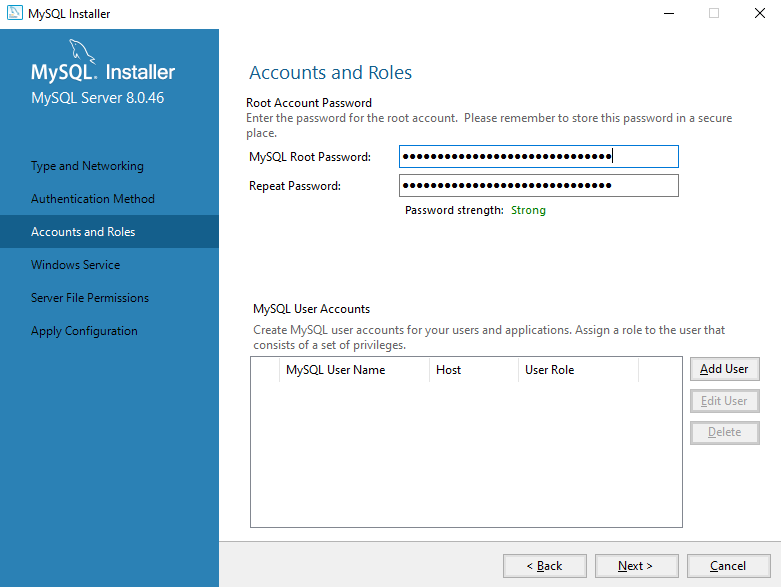 MySQL Installer
MySQL. Installer
MySQL Server 8.0.46
Type and Networking
Authentication Method
Accounts and Roles
Windows Service
Server File Permissions
Apply Configuration
Accounts and Roles
Root Account Password
Enter the password for the root account.  Please remember to store this password in a secure
place.
MySQL Root Password: ●●●●●●●●●●●●●●●●●●●●●●●●●●●●●●
Repeat Password: ●●●●●●●●●●●●●●●●●●●●●●●●●●●●●●
Password strength: Strong
MySQL User Accounts
Create MySQL user accounts for your users and applications. Assign a role to the user that
consists of a set of privileges.
MySQL User Name Host User Role
Add User
Edit User
Delete
< Back Next > Cancel